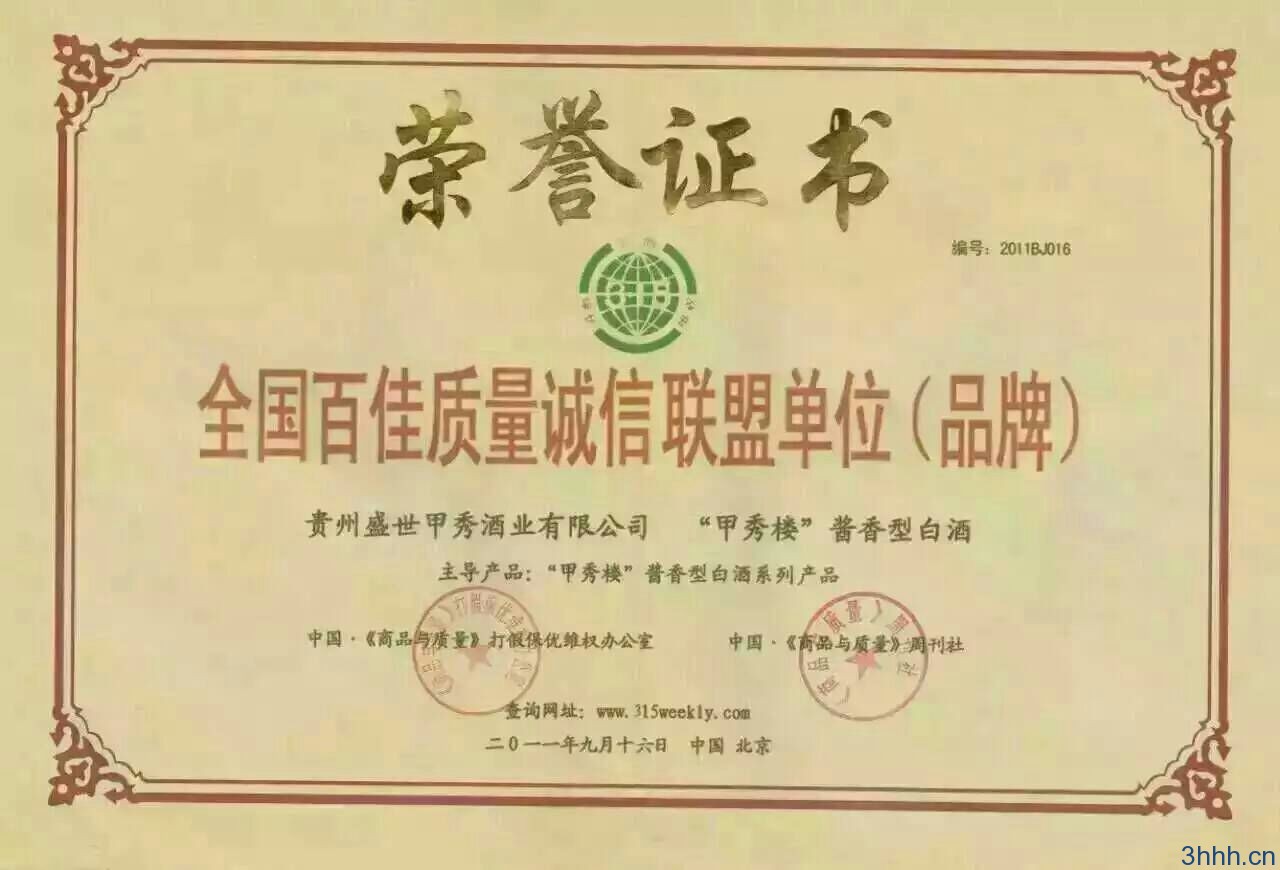 荣誉证书
编号：2011BJ016
315
全国百佳质量诚信联盟单位（品牌）
贵州盛世甲秀酒业有限公司 “甲秀楼”酱香型白酒
主导产品：“甲秀楼”酱香型白酒系列产品
中国·《商品与质量》打假保优维权办公室 中国·《商品与质量》周刊社
查询网址：www.315weekly.com
二〇一一年九月十六日 中国 北京
3hhh.cn